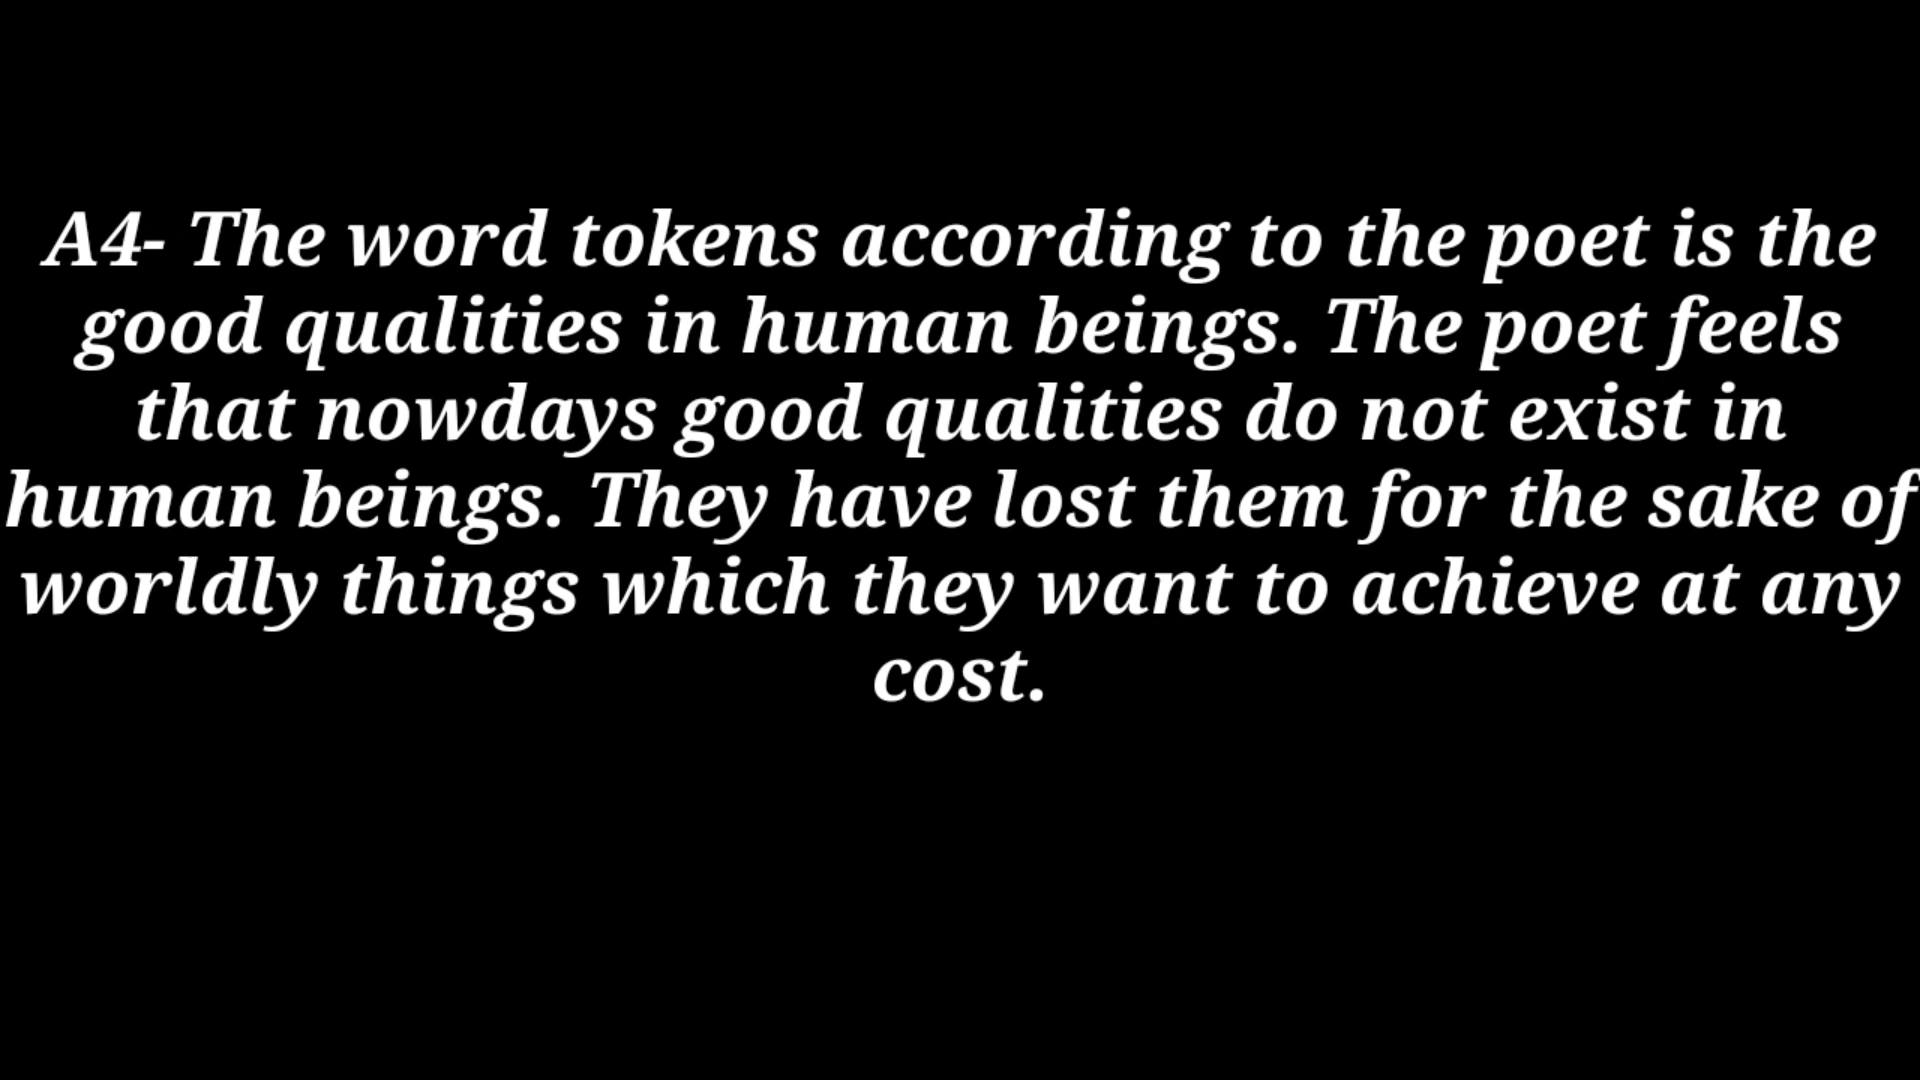 A4- The word tokens according to the poet is the
good qualities in human beings. The poet feels
that nowdays good qualities do not exist in
human beings. They have lost them for the sake of
worldly things which they want to achieve at any
cost.